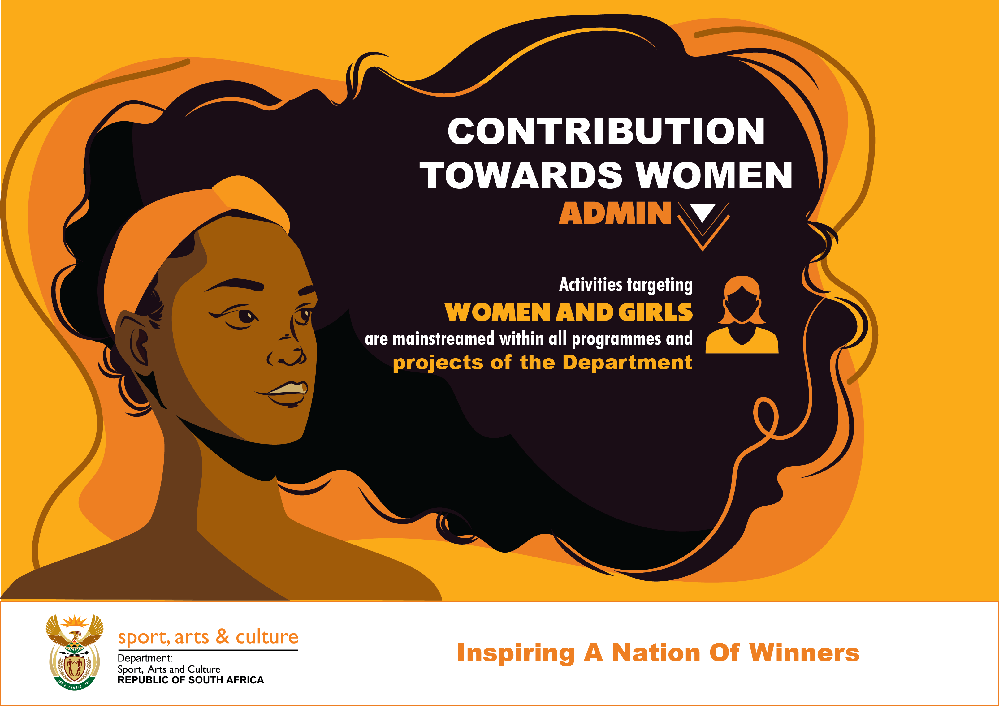 CONTRIBUTION
TOWARDS WOMEN
ADMIN
Activities targeting
WOMEN AND GIRLS
are mainstreamed within all programmes and
projects of the Department
sport, arts & culture
Department:
Sport, Arts and Culture
REPUBLIC OF SOUTH AFRICA
!KE E: /XARRA //KE
Inspiring A Nation Of Winners